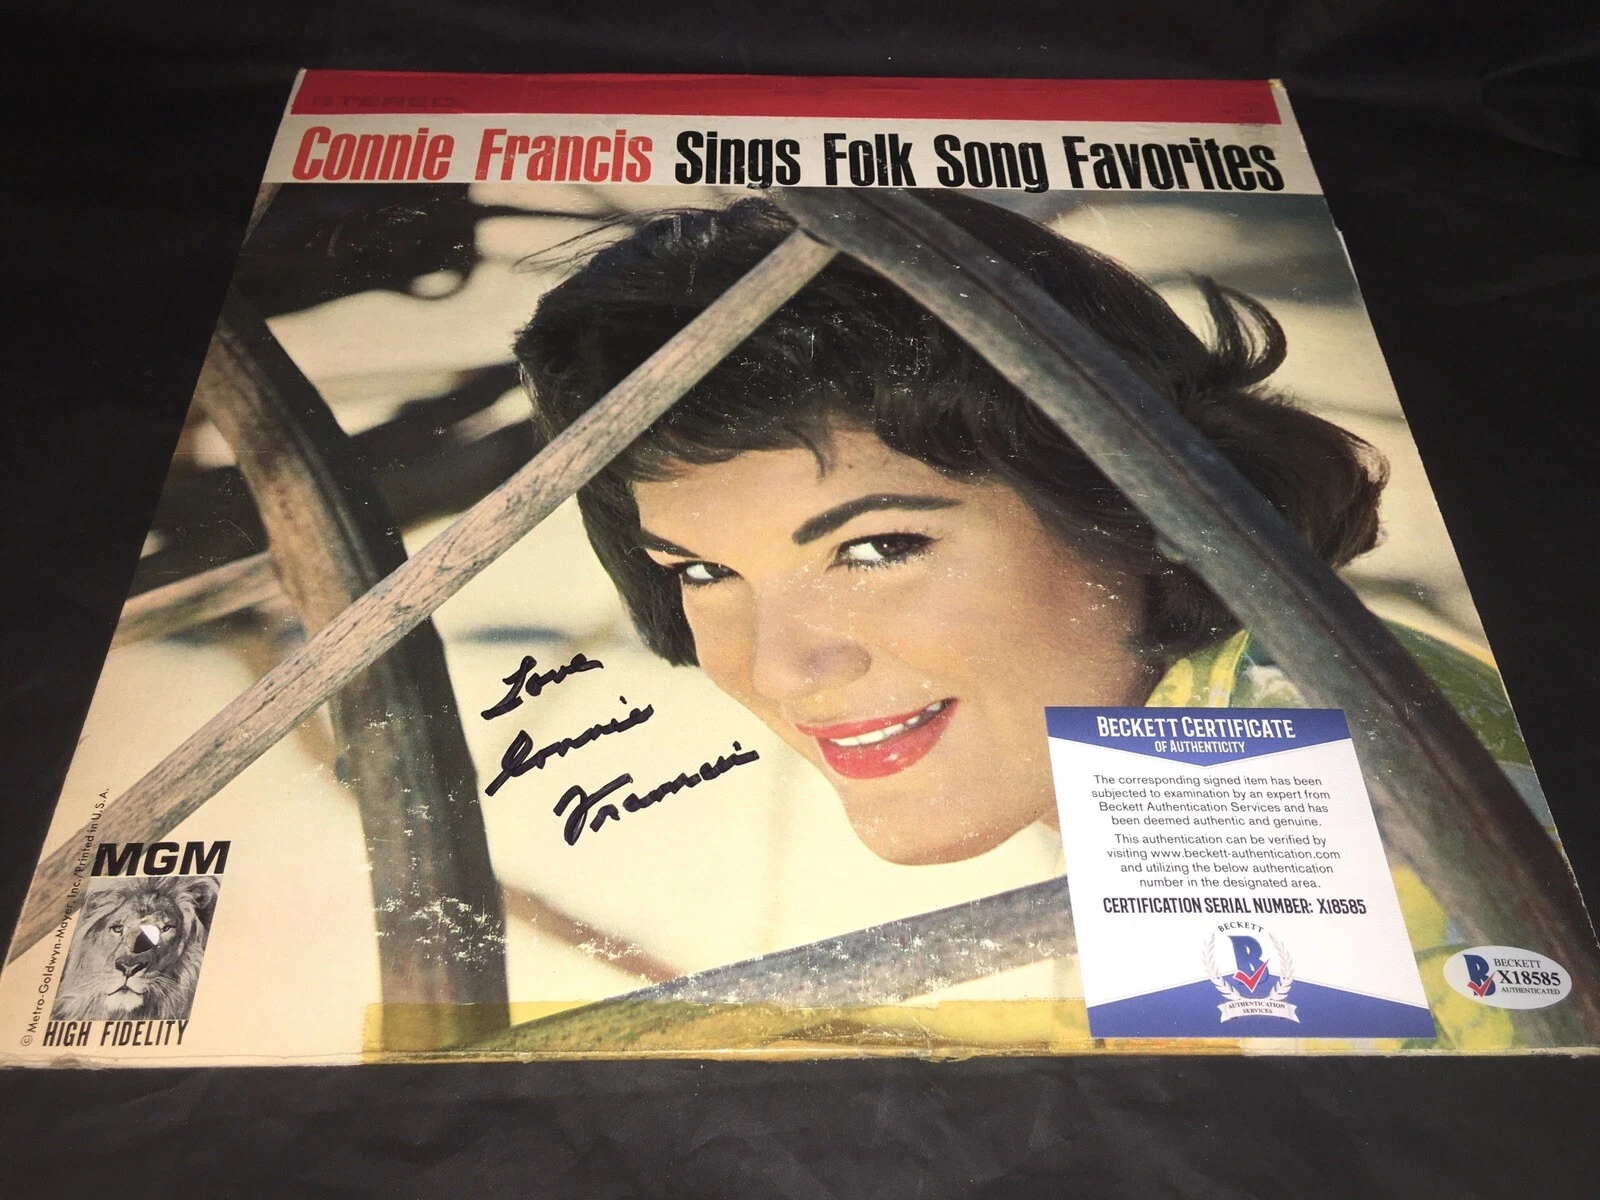 STEREO
Connie Francis Sings Folk Song Favorites
Love
Connie
Francis
BECKETT CERTIFICATE
OF AUTHENTICITY
The corresponding signed item has been
subjected to examination by an expert from
Beckett Authentication Services and has
been deemed authentic and genuine.
This authentication can be verified by
visiting www.beckett-authentication.com
and utilizing the below authentication
number in the designated area.
CERTIFICATION SERIAL NUMBER: X18585
BECKETT
B
AUTHENTICATION
SERVICES
B
BECKETT
X18585
AUTHENTICATED
MGM
HIGH FIDELITY
© Metro-Goldwyn-Mayer, Inc./Printed in U.S.A.